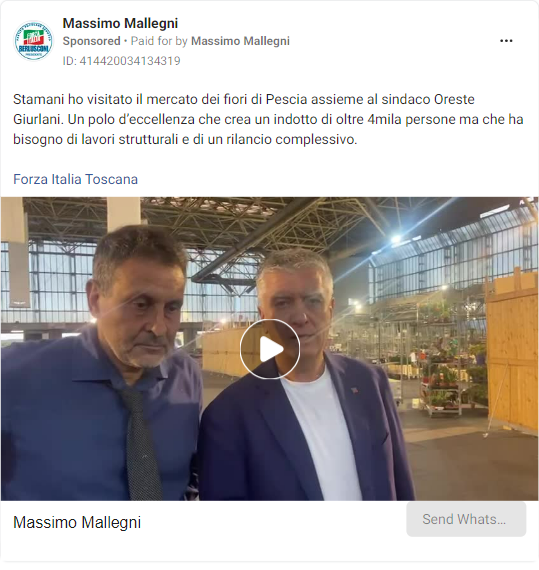 Massimo Mallegni
Sponsored • Paid for by Massimo Mallegni
ID: 414420034134319
Stamani ho visitato il mercato dei fiori di Pescia assieme al sindaco Oreste
Giurlani. Un polo d’eccellenza che crea un indotto di oltre 4mila persone ma che ha
bisogno di lavori strutturali e di un rilancio complessivo.
Forza Italia Toscana
BERLUSCONI
Massimo Mallegni
Send Whats...